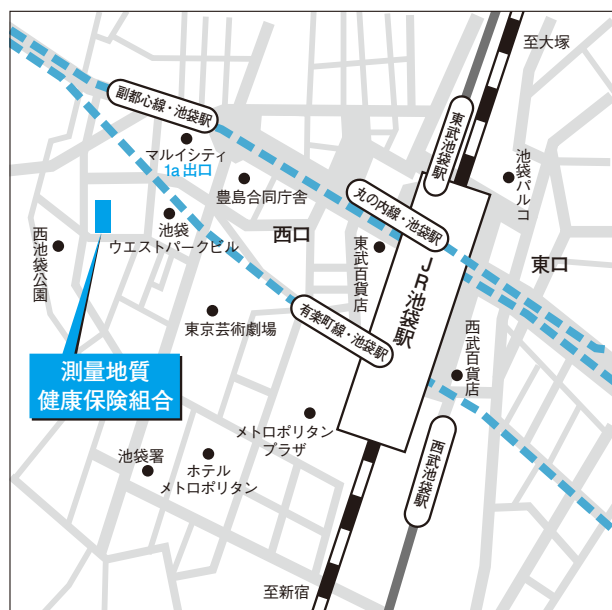 至大塚
副都心線・池袋駅
東武池袋駅
マルイシティ
1a 出口
池袋パルコ
豊島合同庁舎
丸の内線・池袋駅
池袋
ウエストパークビル
西口
東武百貨店
JR池袋駅
東口
西池袋公園
東京芸術劇場
有楽町線・池袋駅
西武百貨店
測量地質
健康保険組合
メトロポリタン
プラザ
西武池袋駅
池袋署
ホテル
メトロポリタン
至新宿